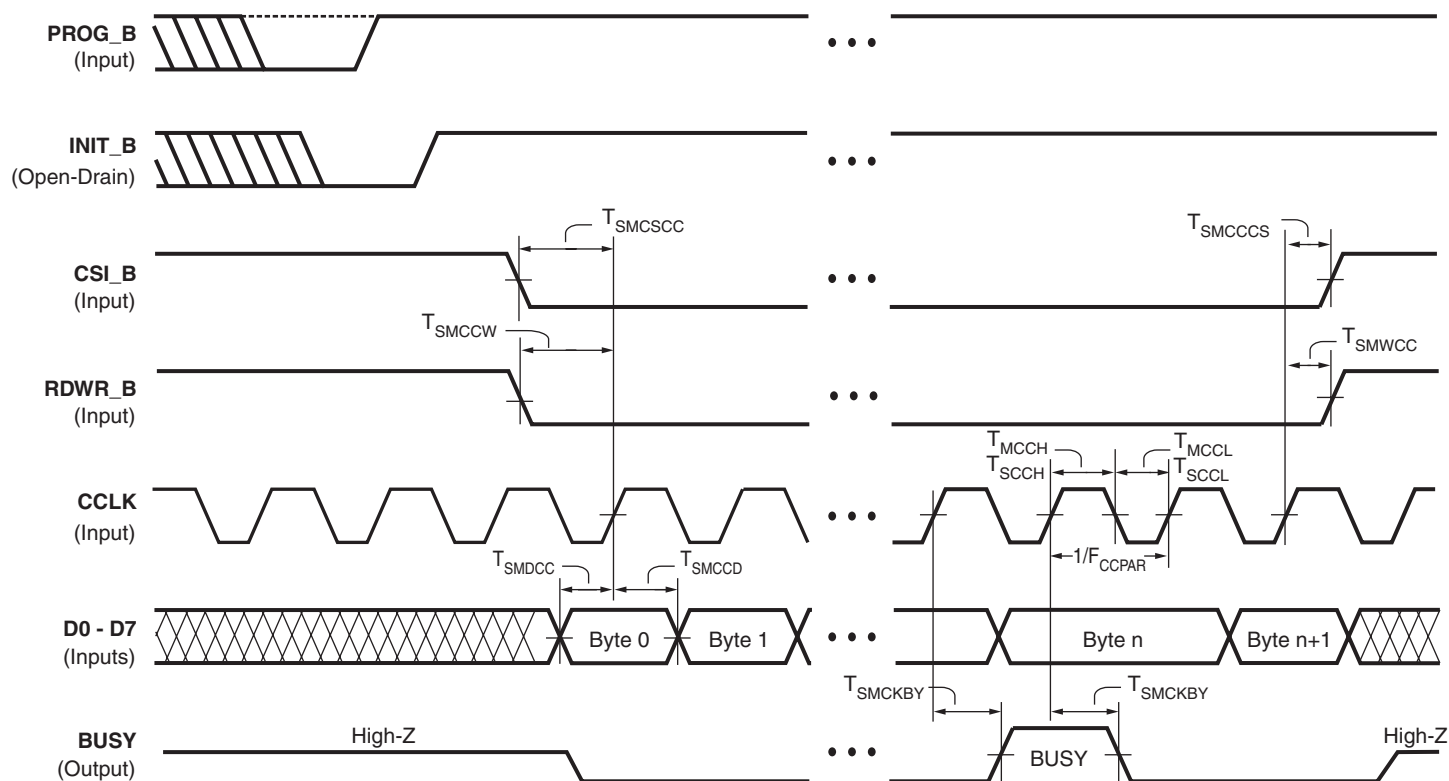 PROG_B
(Input)
INIT_B
(Open-Drain)
T_SMCSCC
T_SMCCCS
CSI_B
(Input)
T_SMCCW
T_SMWCC
RDWR_B
(Input)
T_MCCH
T_MCCL
T_SCCH
T_SCCL
CCLK
(Input)
1/F_CCPAR
T_SMDCC
T_SMCCD
D0 - D7
(Inputs)
Byte 0
Byte 1
Byte n
Byte n+1
T_SMCKBY
T_SMCKBY
BUSY
(Output)
High-Z
BUSY
High-Z